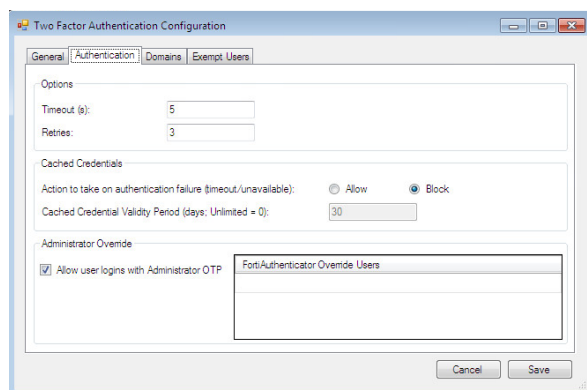 Two Factor Authentication Configuration
General Authentication Domains Exempt Users
Options
Timeout (s): 5
Retries: 3
Cached Credentials
Action to take on authentication failure (timeout/unavailable): Allow Block
Cached Credential Validity Period (days; Unlimited = 0): 30
Administrator Override
Allow user logins with Administrator OTP
FortiAuthenticator Override Users
Cancel Save